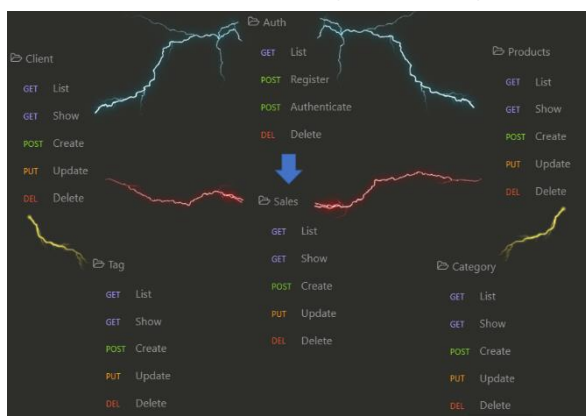 Auth
GET List
POST Register
POST Authenticate
DEL Delete
Client
GET List
GET Show
POST Create
PUT Update
DEL Delete
Products
GET List
GET Show
POST Create
PUT Update
DEL Delete
Sales
GET List
GET Show
POST Create
PUT Update
DEL Delete
Tag
GET List
GET Show
POST Create
PUT Update
DEL Delete
Category
GET List
GET Show
POST Create
PUT Update
DEL Delete